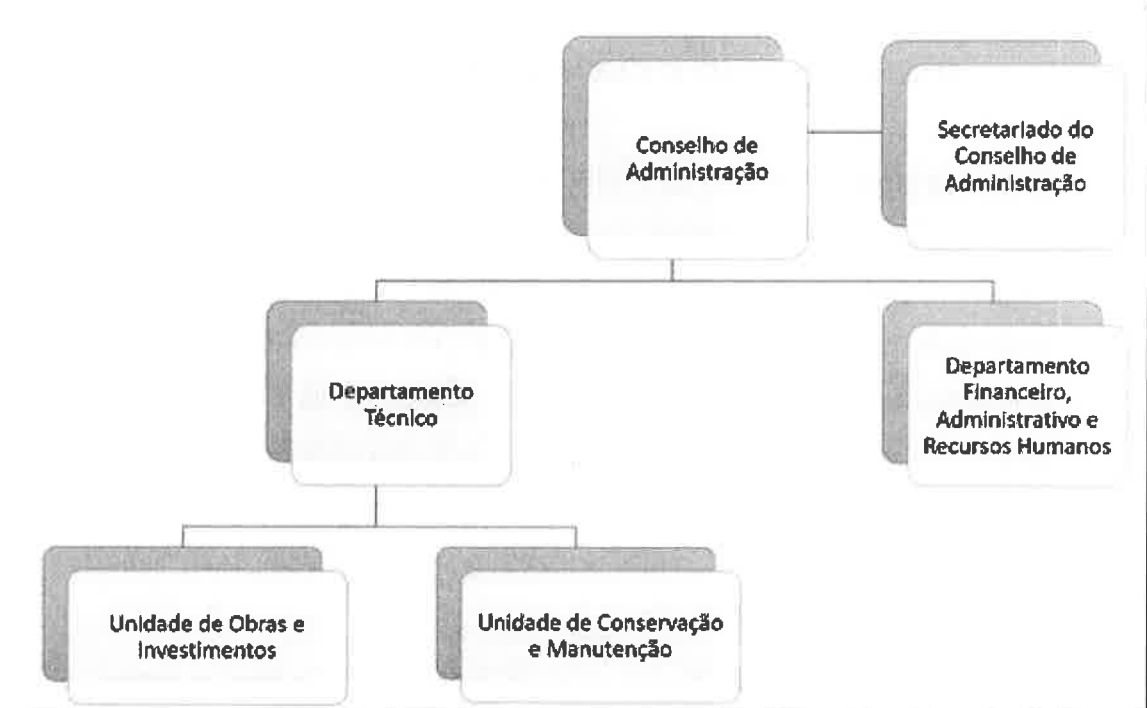 Conselho de
Administração
Secretariado do
Conselho de
Administração
Departamento
Técnico
Departamento
Financeiro,
Administrativo e
Recursos Humanos
Unidade de Obras e
Investimentos
Unidade de Conservação
e Manutenção